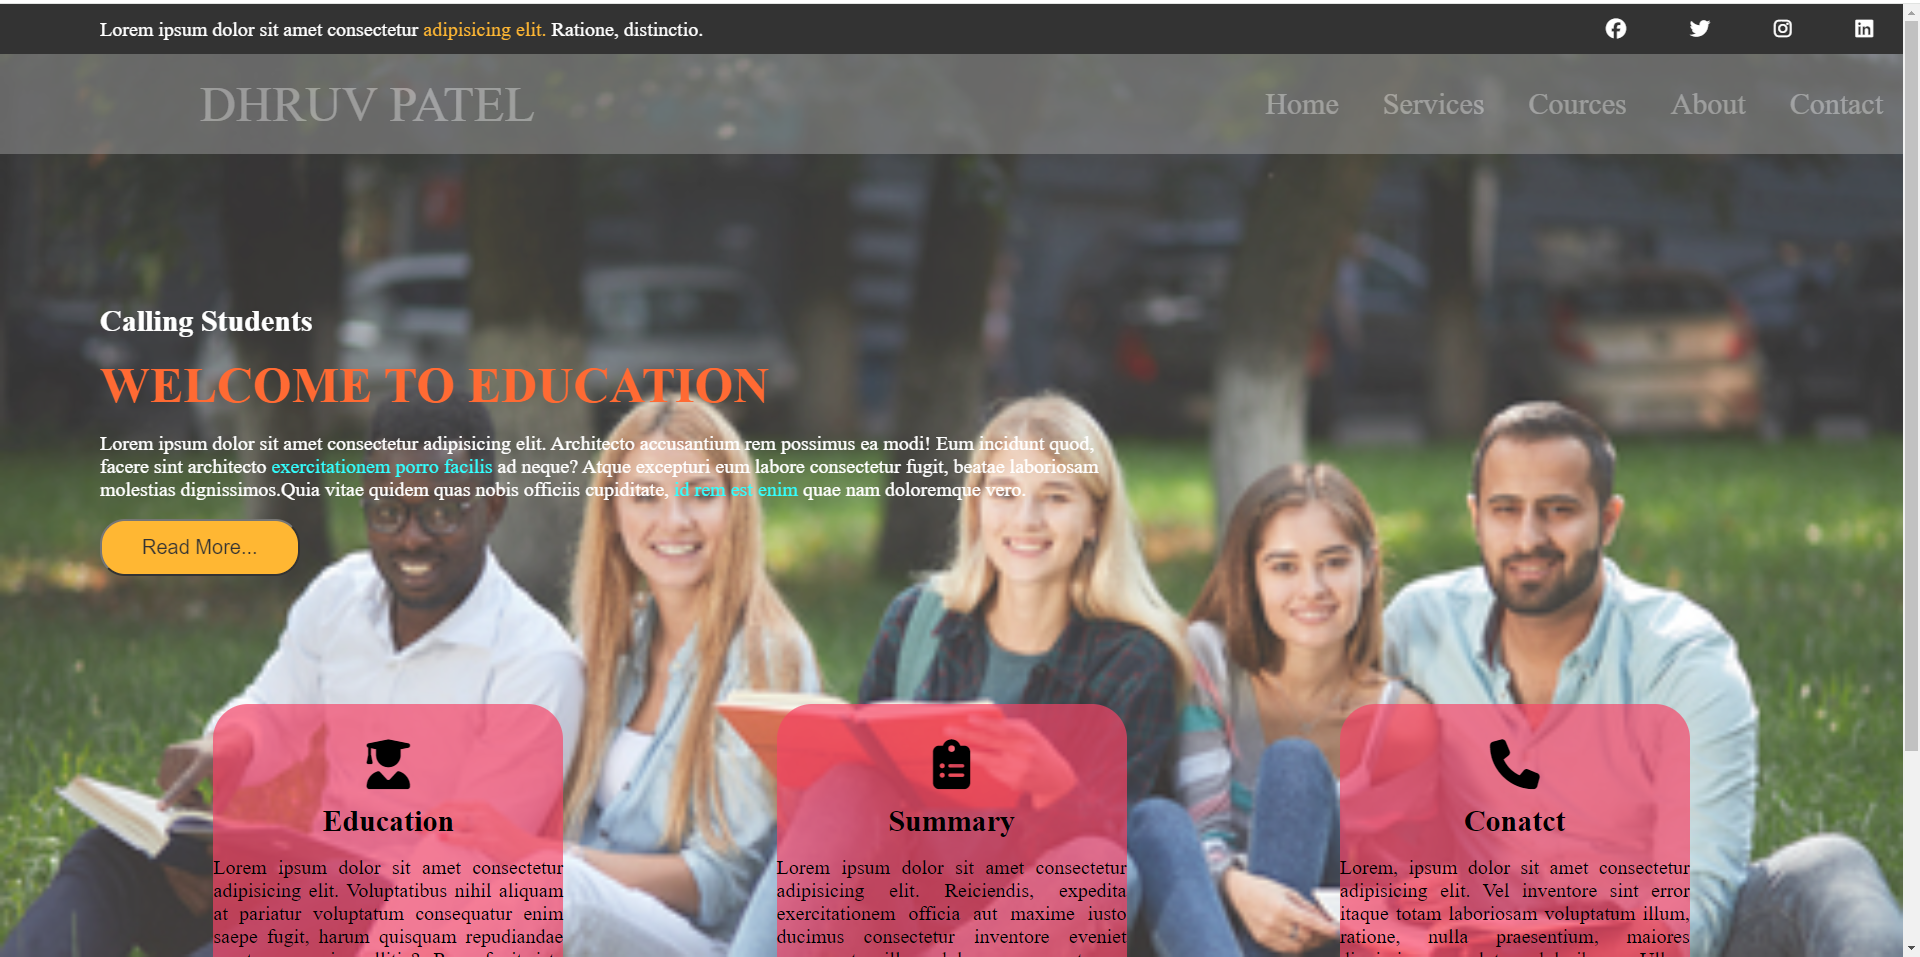 Lorem ipsum dolor sit amet consectetur adipisicing elit. Ratione, distinctio.
DHRUV PATEL
Home Services Cources About Contact
Calling Students
WELCOME TO EDUCATION
Lorem ipsum dolor sit amet consectetur adipisicing elit. Architecto accusantium rem possimus ea modi! Eum incidunt quod,
facere sint architecto exercitationem porro facilis ad neque? Atque excepturi eum labore consectetur fugit, beatae laboriosam
molestias dignissimos.Quia vitae quidem quas nobis officiis cupiditate, id rem est enim quae nam doloremque vero.
Read More...
Education
Lorem ipsum dolor sit amet consectetur
adipisicing elit. Voluptatibus nihil aliquam
at pariatur voluptatum consequatur enim
saepe fugit, harum quisquam repudiandae
Summary
Lorem ipsum dolor sit amet consectetur
adipisicing elit. Reiciendis, expedita
exercitationem officia aut maxime iusto
ducimus consectetur inventore eveniet
Conatct
Lorem, ipsum dolor sit amet consectetur
adipisicing elit. Vel inventore sint error
itaque totam laboriosam voluptatum illum,
ratione, nulla praesentium, maiores